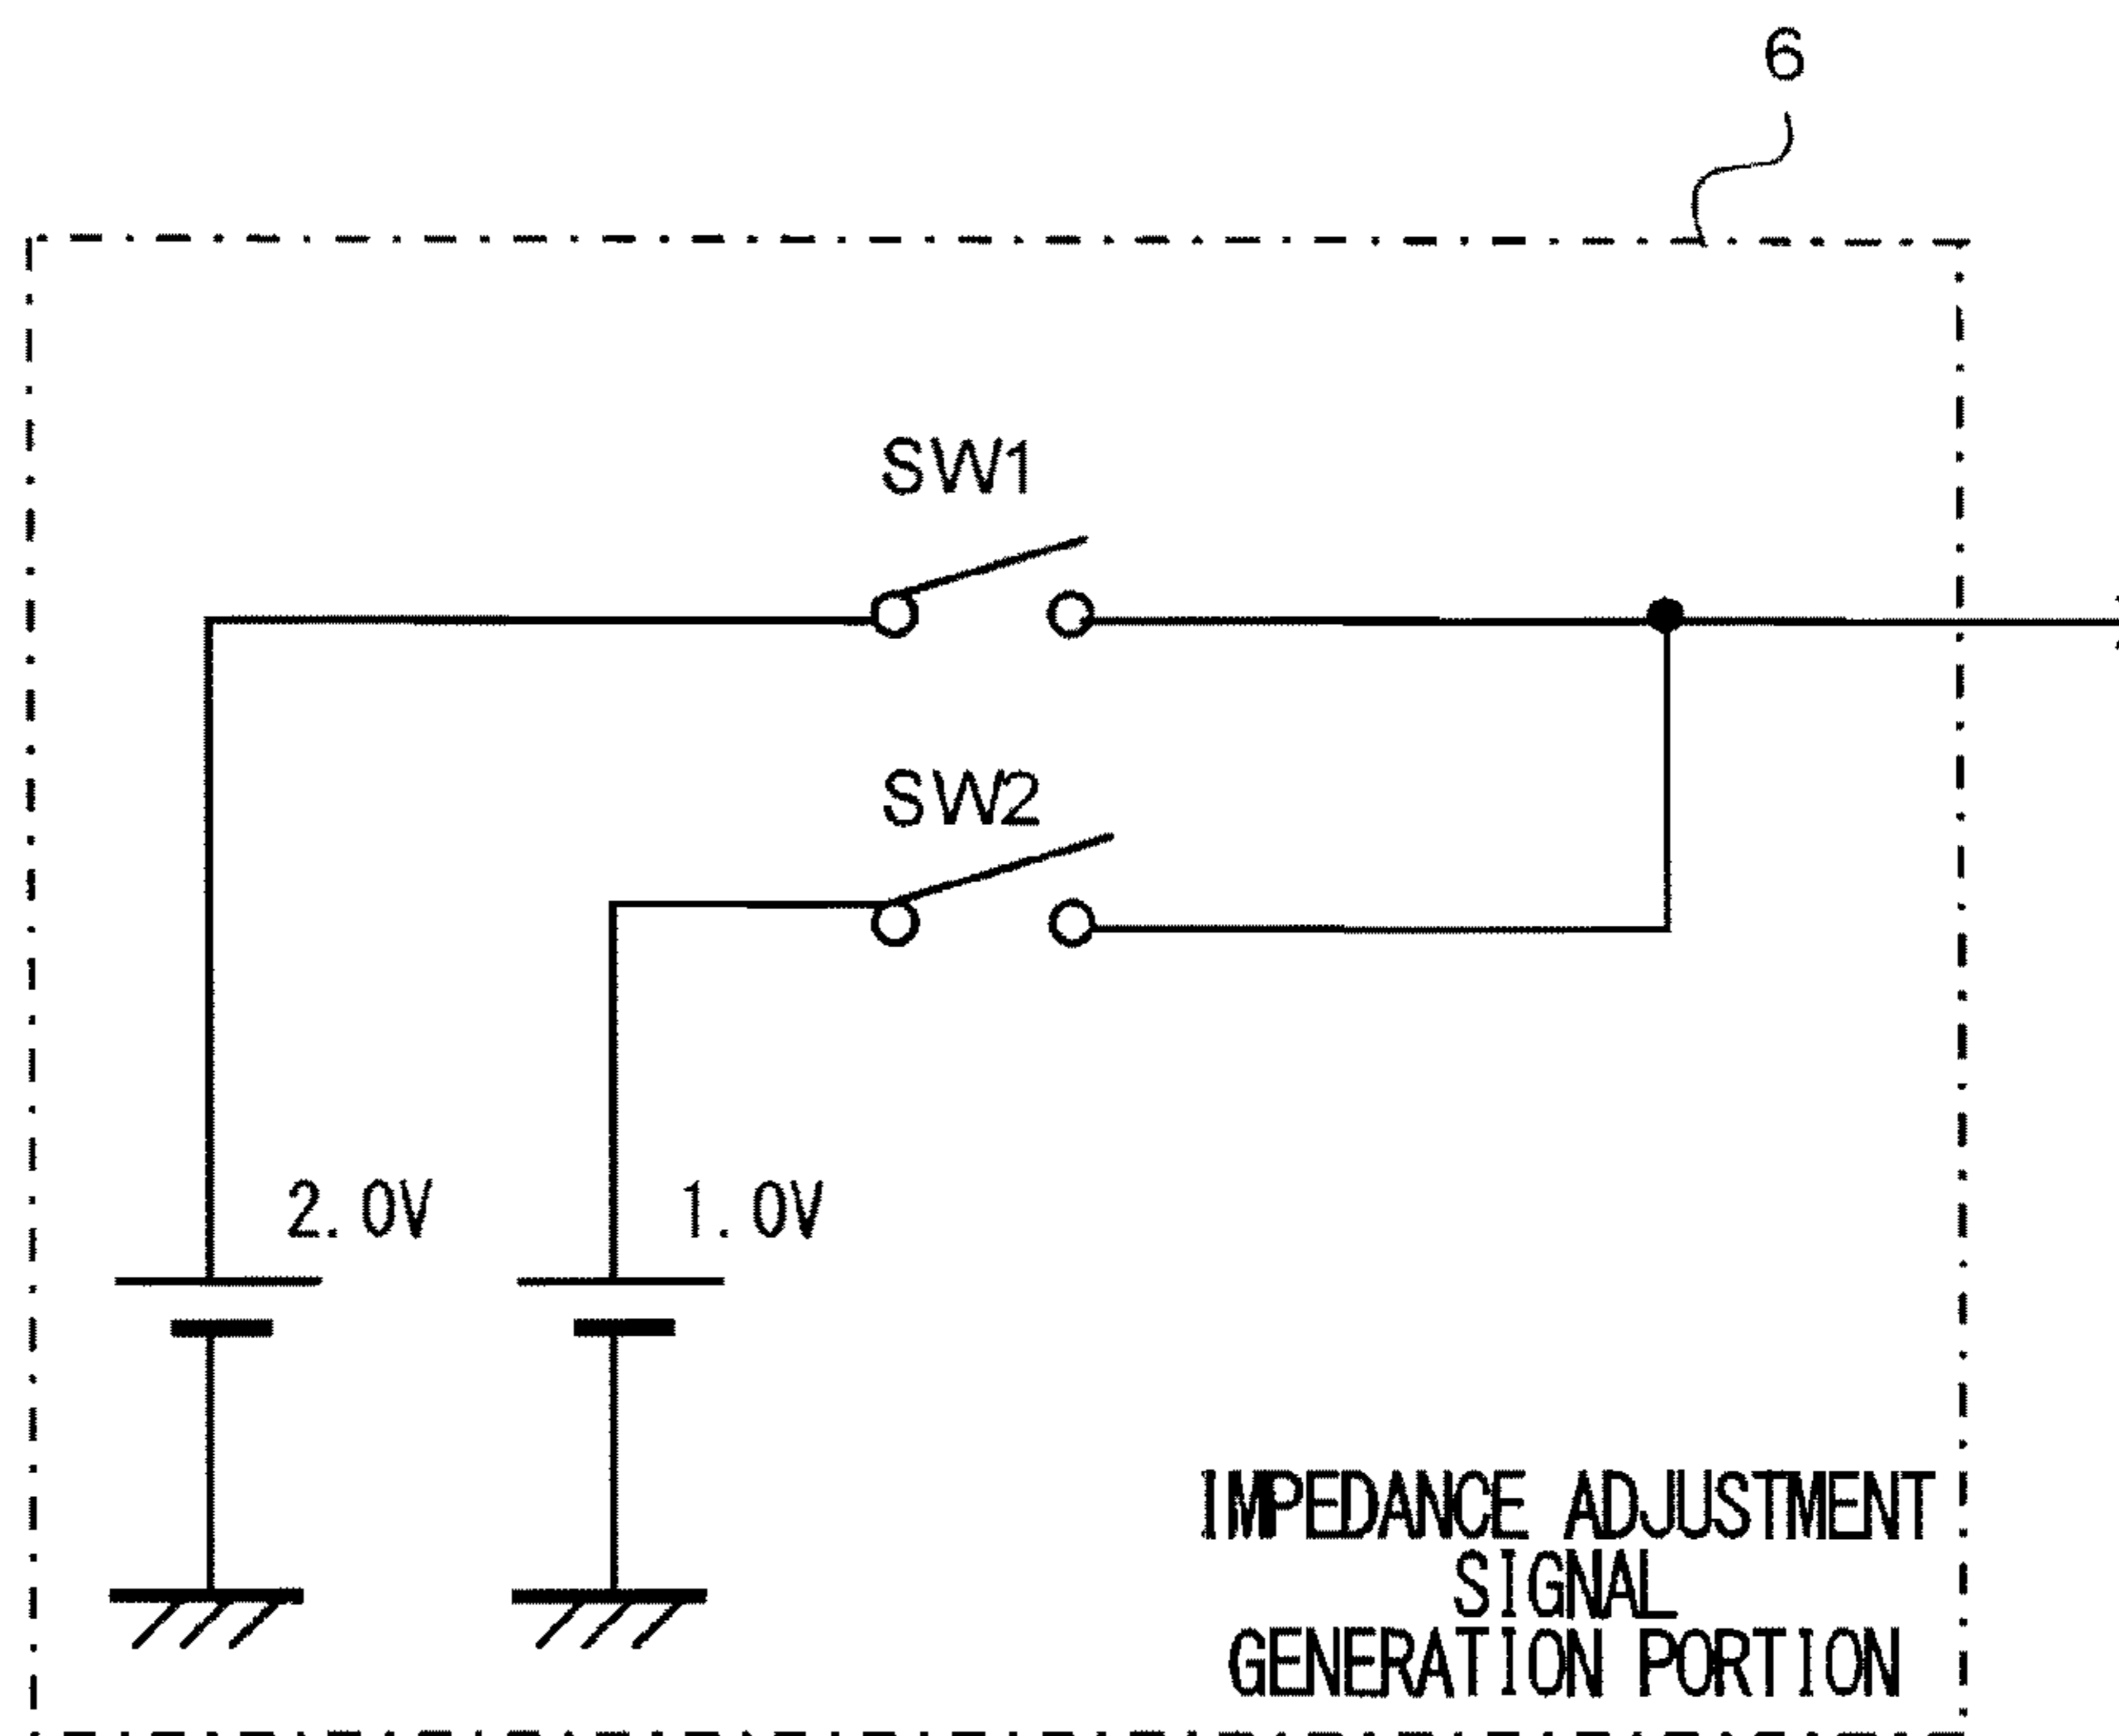 6
SW1
SW2
2.0V
1.0V
IMPEDANCE ADJUSTMENT
SIGNAL
GENERATION PORTION